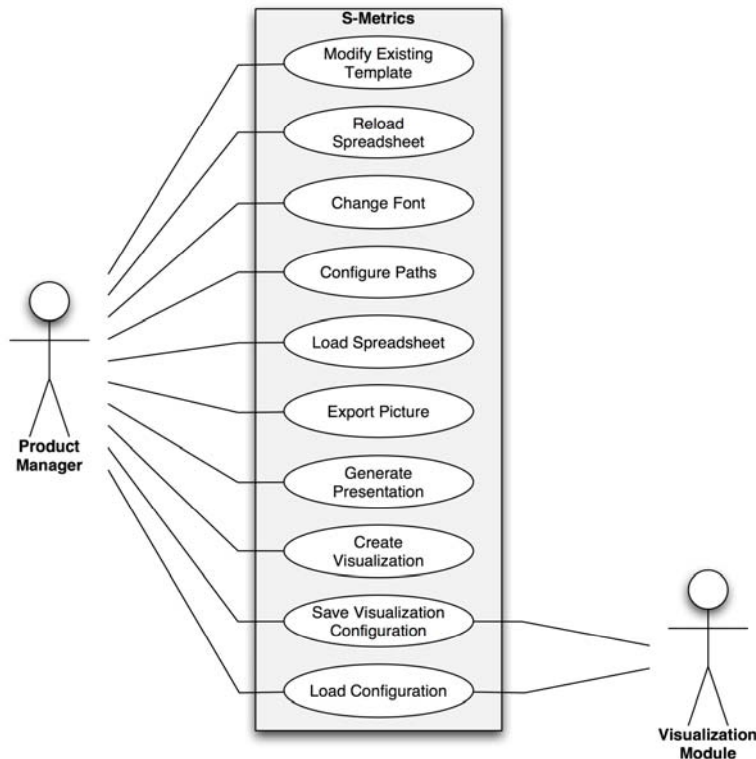 S-Metrics
Modify Existing
Template
Reload
Spreadsheet
Change Font
Configure Paths
Load Spreadsheet
Export Picture
Product
Manager
Generate
Presentation
Create
Visualization
Save Visualization
Configuration
Load Configuration
Visualization
Module